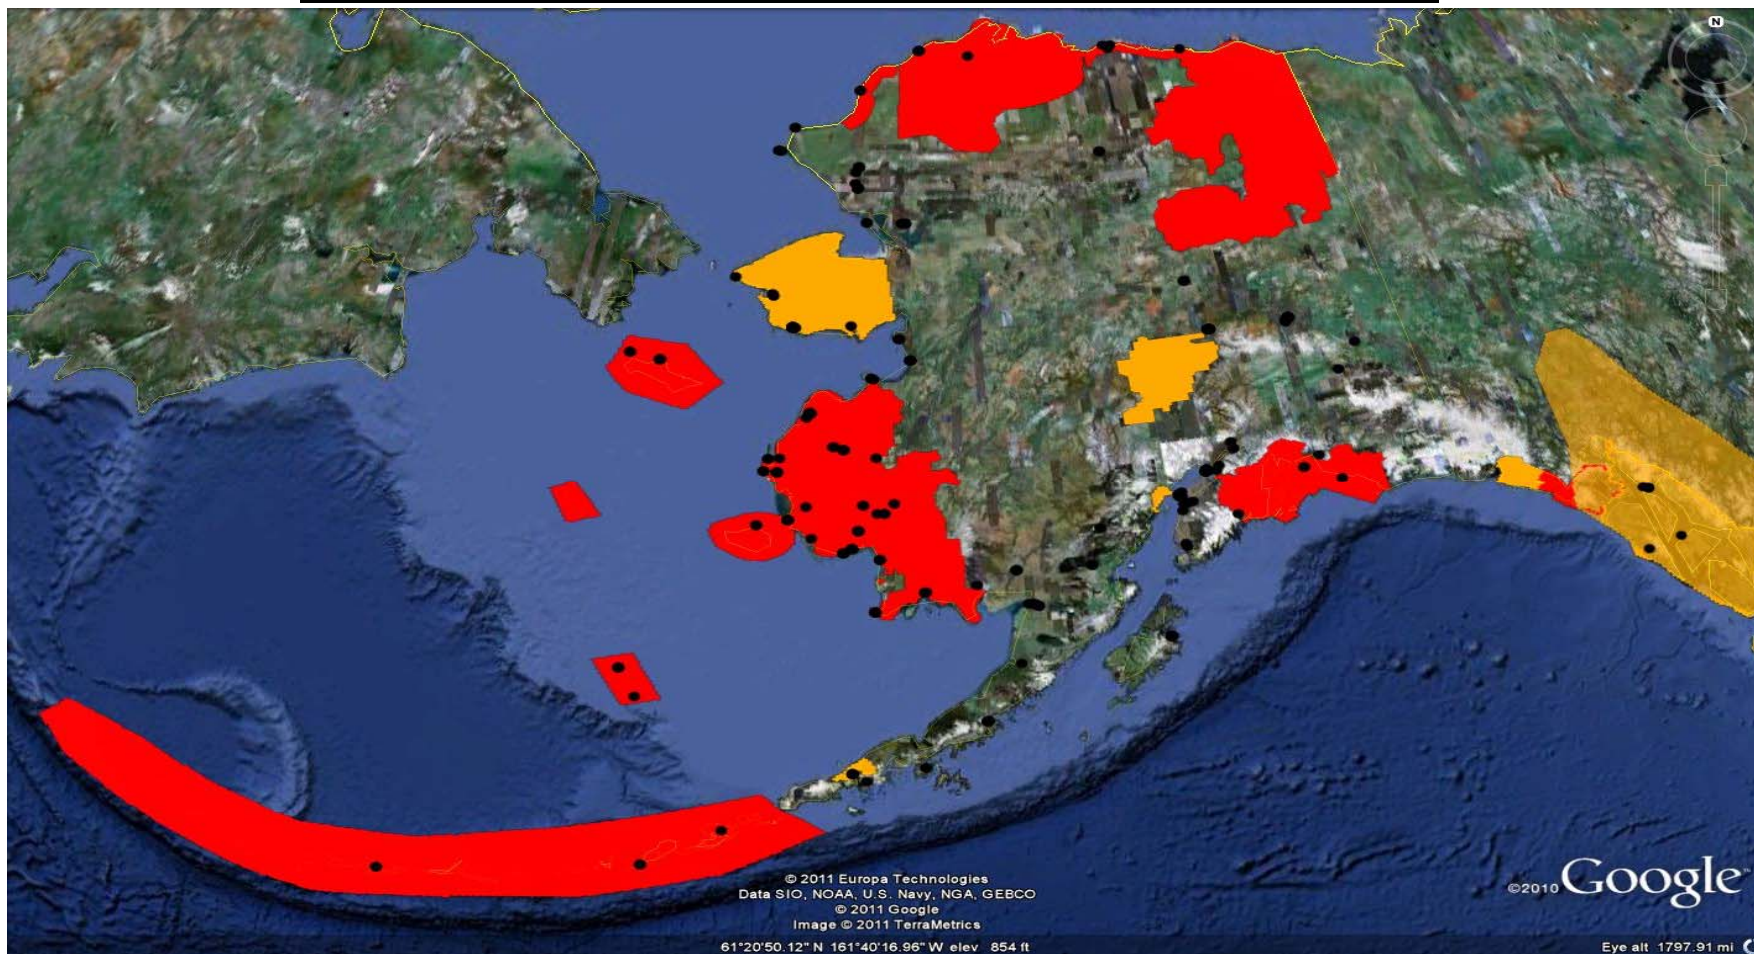 N
© 2011 Europa Technologies
Data SIO, NOAA, U.S. Navy, NGA, GEBCO
© 2011 Google
Image © 2011 TerraMetrics
©2010 Google™
61°20'50.12" N 161°40'16.96" W elev 854 ft
Eye alt 1797.91 mi